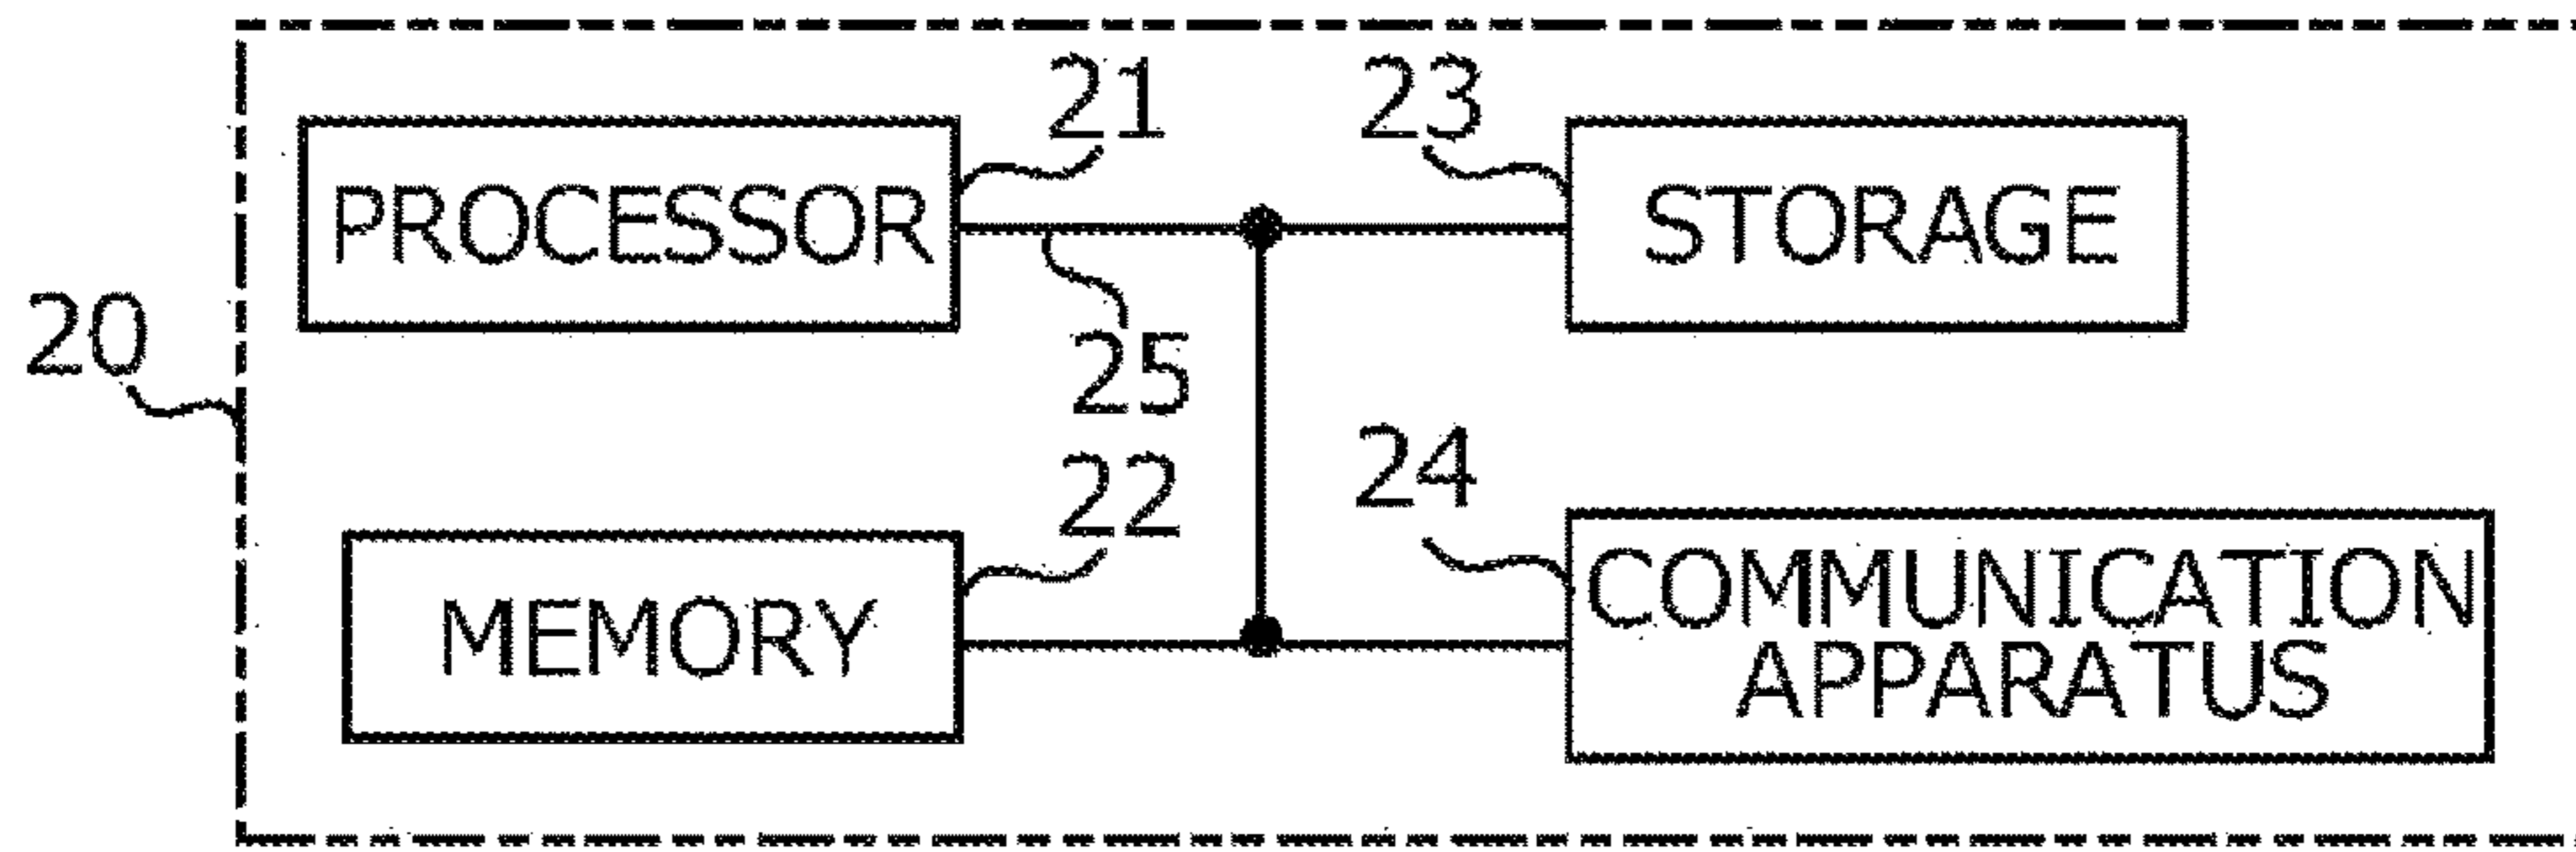 21
23
PROCESSOR
STORAGE
20
25
22
24
MEMORY
COMMUNICATION
APPARATUS